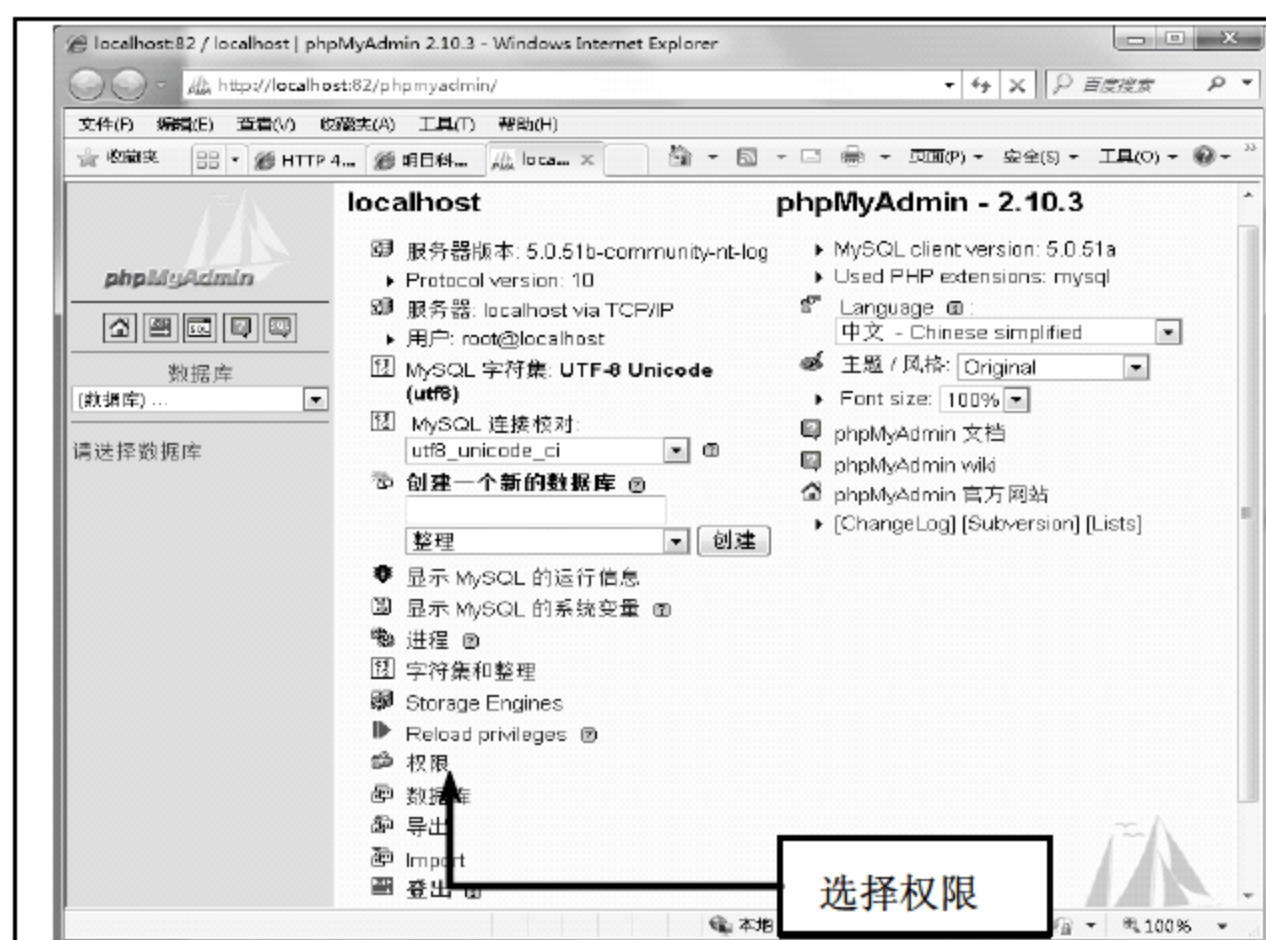 localhost:82 / localhost | phpMyAdmin 2.10.3 - Windows Internet Explorer
http://localhost:82/phpmyadmin/
百度搜索
文件(F) 编辑(E) 查看(V) 收藏夹(A) 工具(T) 帮助(H)
收藏夹 HTTP 4... 明日科... loca... 页面(P) 安全(S) 工具(O)
phpMyAdmin
数据库
(数据库) ...
请选择数据库
localhost
服务器版本: 5.0.51b-community-nt-log
Protocol version: 10
服务器: localhost via TCP/IP
用户: root@localhost
MySQL 字符集: UTF-8 Unicode
(utf8)
MySQL 连接校对:
utf8_unicode_ci
创建一个新的数据库
整理 创建
显示 MySQL 的运行信息
显示 MySQL 的系统变量
进程
字符集和整理
Storage Engines
Reload privileges
权限
数据库
导出
Import
登出
phpMyAdmin - 2.10.3
MySQL client version: 5.0.51a
Used PHP extensions: mysql
Language :
中文 - Chinese simplified
主题 / 风格: Original
Font size: 100%
phpMyAdmin 文档
phpMyAdmin wiki
phpMyAdmin 官方网站
[ChangeLog] [Subversion] [Lists]
选择权限
本地
100%